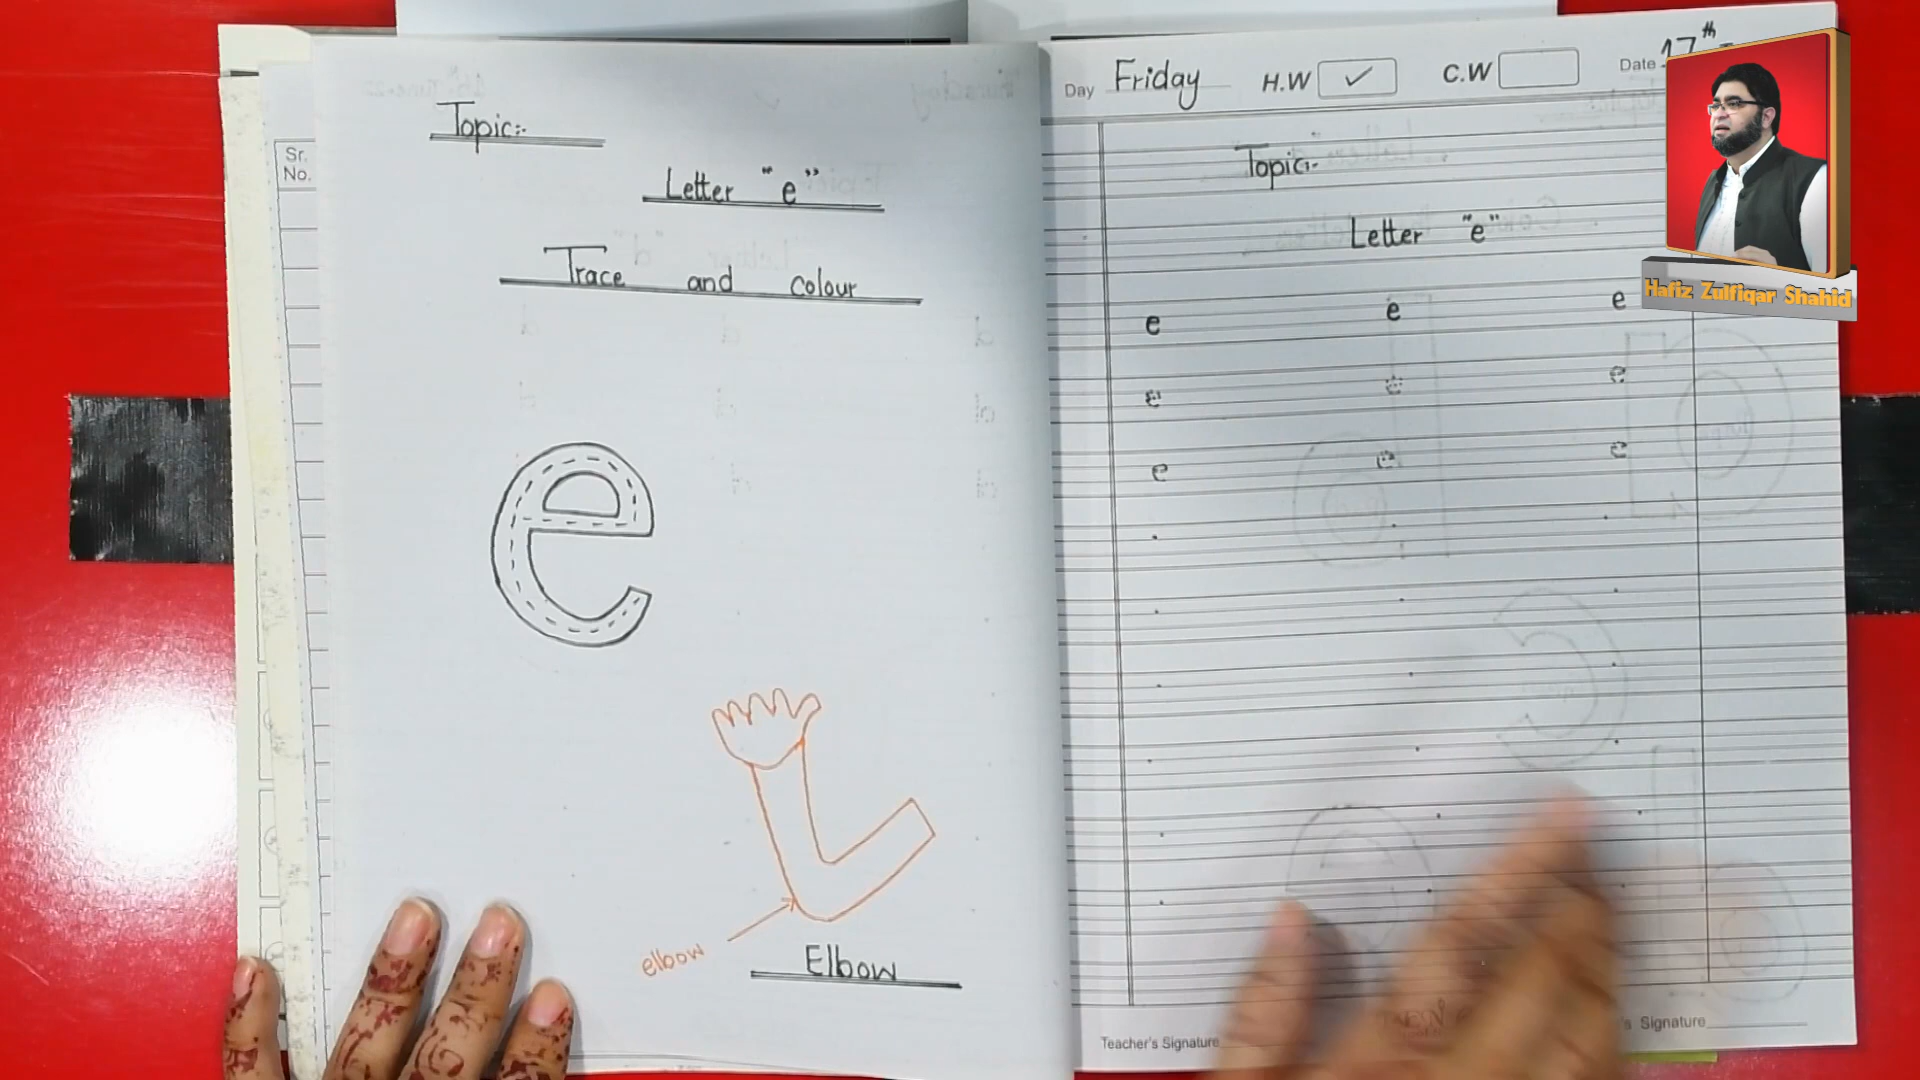 Sr.
No.
Topic:-
Letter "e"
Trace and colour
elbow
Elbow
Day Friday H.W ✓ C.W Date 17th
Topic:-
Letter "e"
e e e
e e e
e e e
Teacher's Signature
's Signature
Hafiz Zulfiqar Shahid